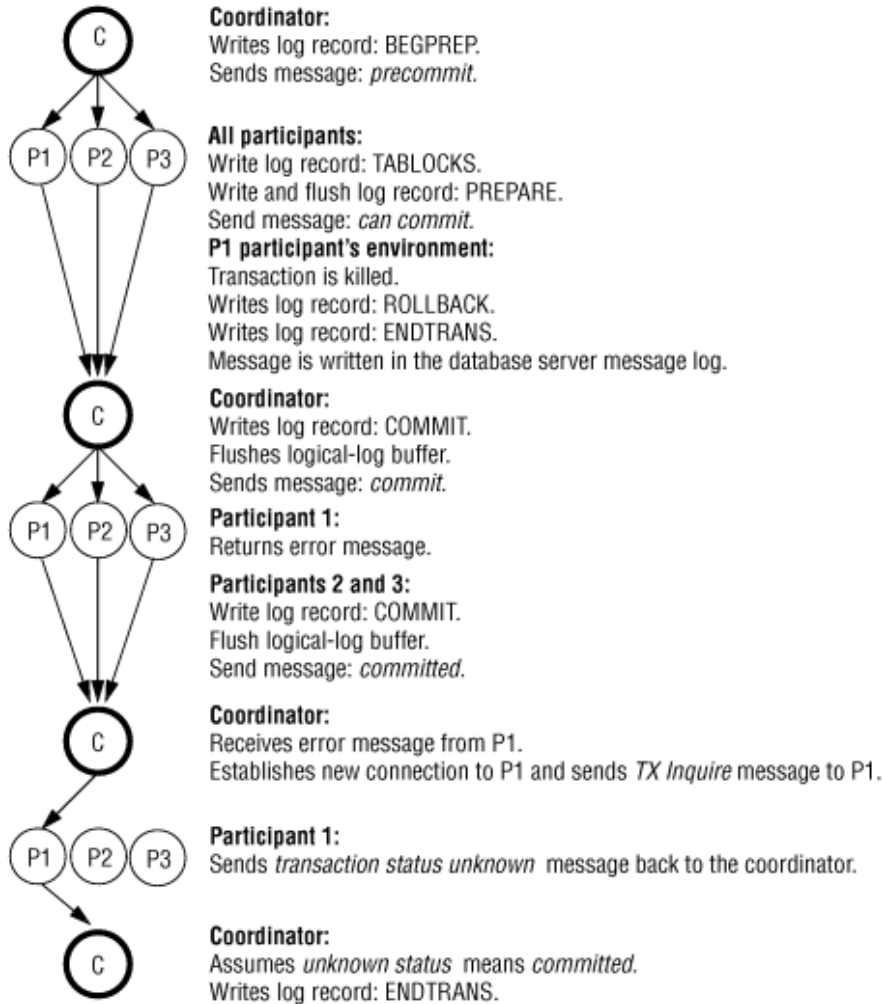 C
Coordinator:
Writes log record: BEGPREP.
Sends message: precommit.
P1 P2 P3
All participants:
Write log record: TABLOCKS.
Write and flush log record: PREPARE.
Send message: can commit.
P1 participant's environment:
Transaction is killed.
Writes log record: ROLLBACK.
Writes log record: ENDTRANS.
Message is written in the database server message log.
C
Coordinator:
Writes log record: COMMIT.
Flushes logical-log buffer.
Sends message: commit.
P1 P2 P3
Participant 1:
Returns error message.
Participants 2 and 3:
Write log record: COMMIT.
Flush logical-log buffer.
Send message: committed.
C
Coordinator:
Receives error message from P1.
Establishes new connection to P1 and sends TX Inquire message to P1.
P1 P2 P3
Participant 1:
Sends transaction status unknown message back to the coordinator.
C
Coordinator:
Assumes unknown status means committed.
Writes log record: ENDTRANS.